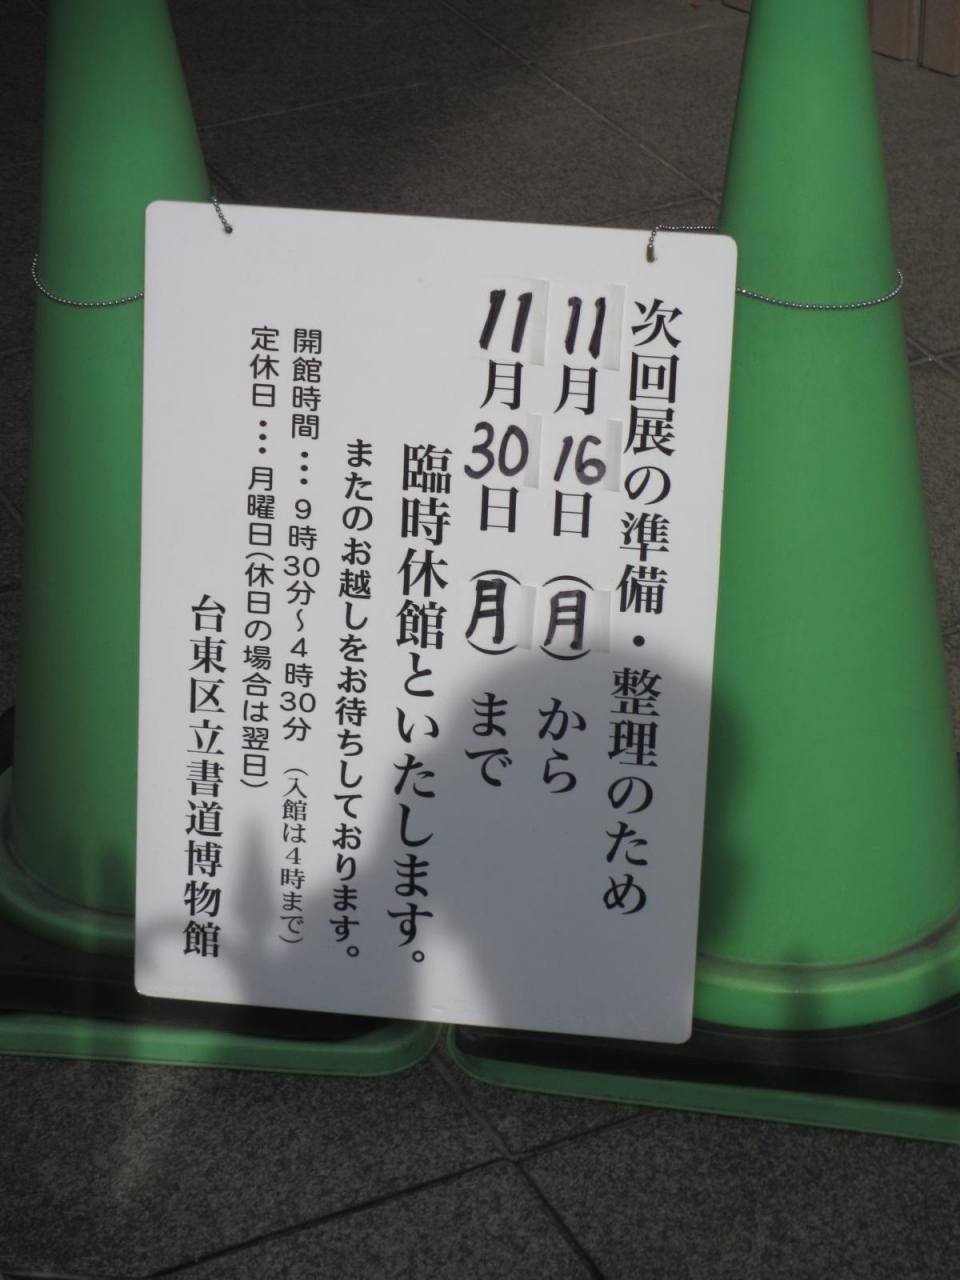 次回展の準備・整理のため
11月16日（月）から
11月30日（月）まで
臨時休館といたします。
またのお越しをお待ちしております。
開館時間…9時30分～4時30分（入館は4時まで）
定休日…月曜日（休日の場合は翌日）
台東区立書道博物館